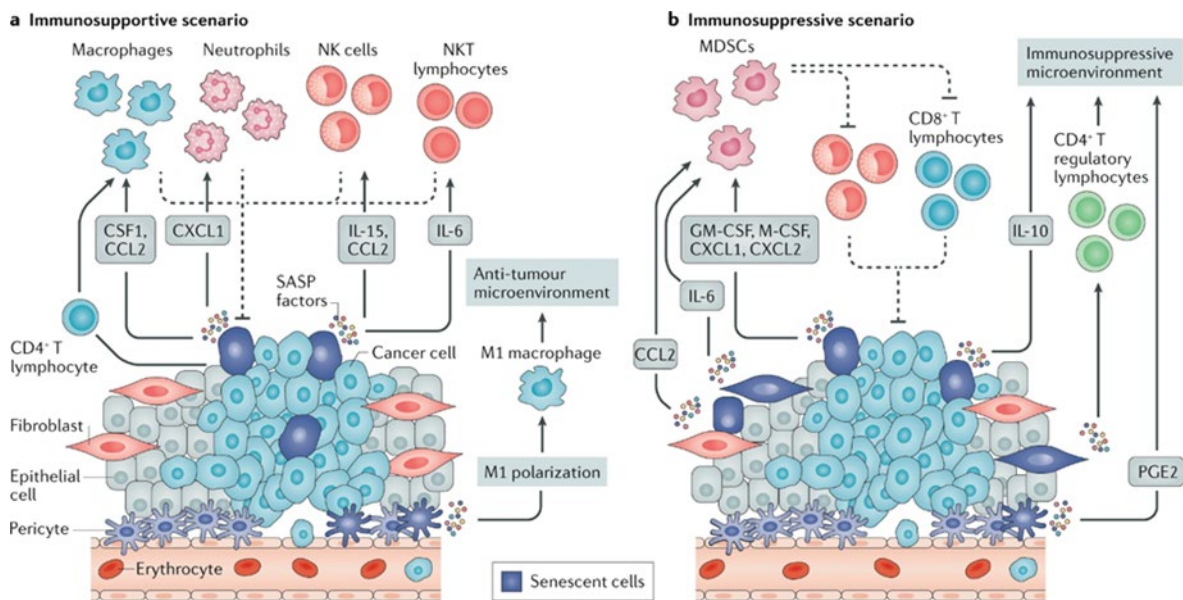 a Immunosupportive scenario
Macrophages
Neutrophils
NK cells
NKT
lymphocytes
CSF1,
CCL2
CXCL1
IL-15,
CCL2
IL-6
SASP
factors
Anti-tumour
microenvironment
CD4⁺ T
lymphocyte
Cancer cell
M1 macrophage
Fibroblast
Epithelial
cell
M1 polarization
Pericyte
Erythrocyte
Senescent cells
b Immunosuppressive scenario
MDSCs
Immunosuppressive
microenvironment
CD8⁺ T
lymphocytes
CD4⁺ T
regulatory
lymphocytes
GM-CSF, M-CSF,
CXCL1, CXCL2
IL-10
IL-6
CCL2
PGE2